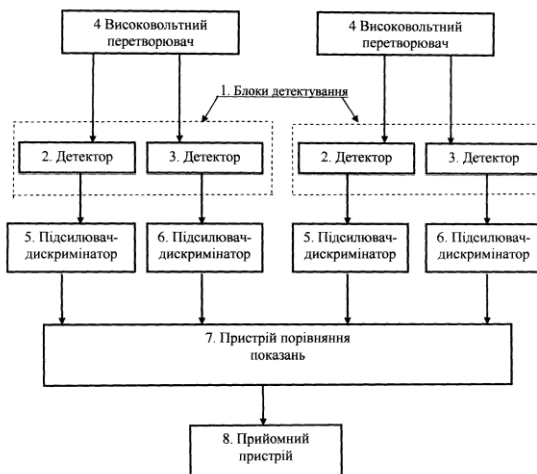 4 Високовольтний
перетворювач
4 Високовольтний
перетворювач
1. Блоки детектування
2. Детектор
3. Детектор
2. Детектор
3. Детектор
5. Підсилювач-
дискримінатор
6. Підсилювач-
дискримінатор
5. Підсилювач-
дискримінатор
6. Підсилювач-
дискримінатор
7. Пристрій порівняння
показань
8. Прийомний
пристрій